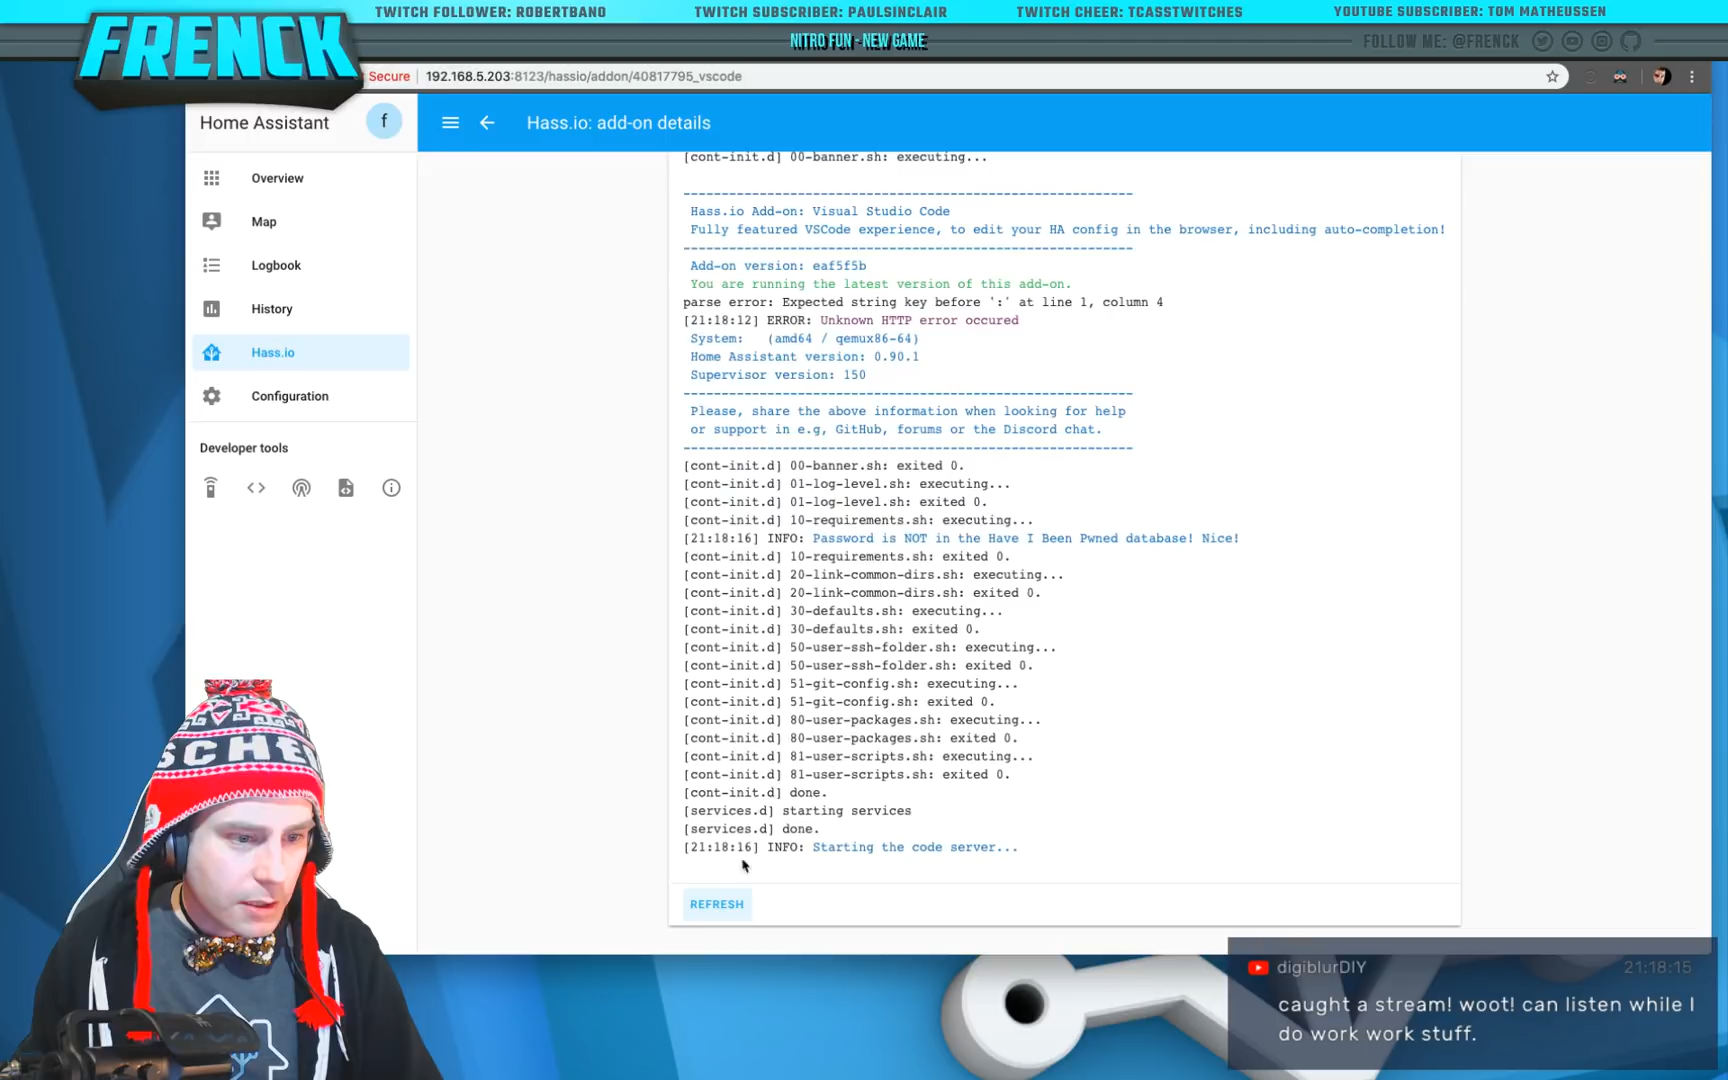 TWITCH FOLLOWER: ROBERTBANO
TWITCH SUBSCRIBER: PAULSINCLAIR
TWITCH CHEER: TCASSTWITCHES
YOUTUBE SUBSCRIBER: TOM MATHEUSSEN
FRENCK
NITRO FUN - NEW GAME
FOLLOW ME: @FRENCK
Secure
192.168.5.203:8123/hassio/addon/40817795_vscode
Home Assistant
f
Hass.io: add-on details
Overview
Map
Logbook
History
Hass.io
Configuration
Developer tools
[cont-init.d] 00-banner.sh: executing...
-----------------------------------------------------------
Hass.io Add-on: Visual Studio Code
Fully featured VSCode experience, to edit your HA config in the browser, including auto-completion!
-----------------------------------------------------------
Add-on version: eaf5f5b
You are running the latest version of this add-on.
parse error: Expected string key before ':' at line 1, column 4
[21:18:12] ERROR: Unknown HTTP error occured
System:   (amd64 / qemux86-64)
Home Assistant version: 0.90.1
Supervisor version: 150
-----------------------------------------------------------
Please, share the above information when looking for help
or support in e.g, GitHub, forums or the Discord chat.
-----------------------------------------------------------
[cont-init.d] 00-banner.sh: exited 0.
[cont-init.d] 01-log-level.sh: executing...
[cont-init.d] 01-log-level.sh: exited 0.
[cont-init.d] 10-requirements.sh: executing...
[21:18:16] INFO: Password is NOT in the Have I Been Pwned database! Nice!
[cont-init.d] 10-requirements.sh: exited 0.
[cont-init.d] 20-link-common-dirs.sh: executing...
[cont-init.d] 20-link-common-dirs.sh: exited 0.
[cont-init.d] 30-defaults.sh: executing...
[cont-init.d] 30-defaults.sh: exited 0.
[cont-init.d] 50-user-ssh-folder.sh: executing...
[cont-init.d] 50-user-ssh-folder.sh: exited 0.
[cont-init.d] 51-git-config.sh: executing...
[cont-init.d] 51-git-config.sh: exited 0.
[cont-init.d] 80-user-packages.sh: executing...
[cont-init.d] 80-user-packages.sh: exited 0.
[cont-init.d] 81-user-scripts.sh: executing...
[cont-init.d] 81-user-scripts.sh: exited 0.
[cont-init.d] done.
[services.d] starting services
[services.d] done.
[21:18:16] INFO: Starting the code server...
REFRESH
SCHE
digiblurDIY 21:18:15
caught a stream! woot! can listen while I
do work work stuff.